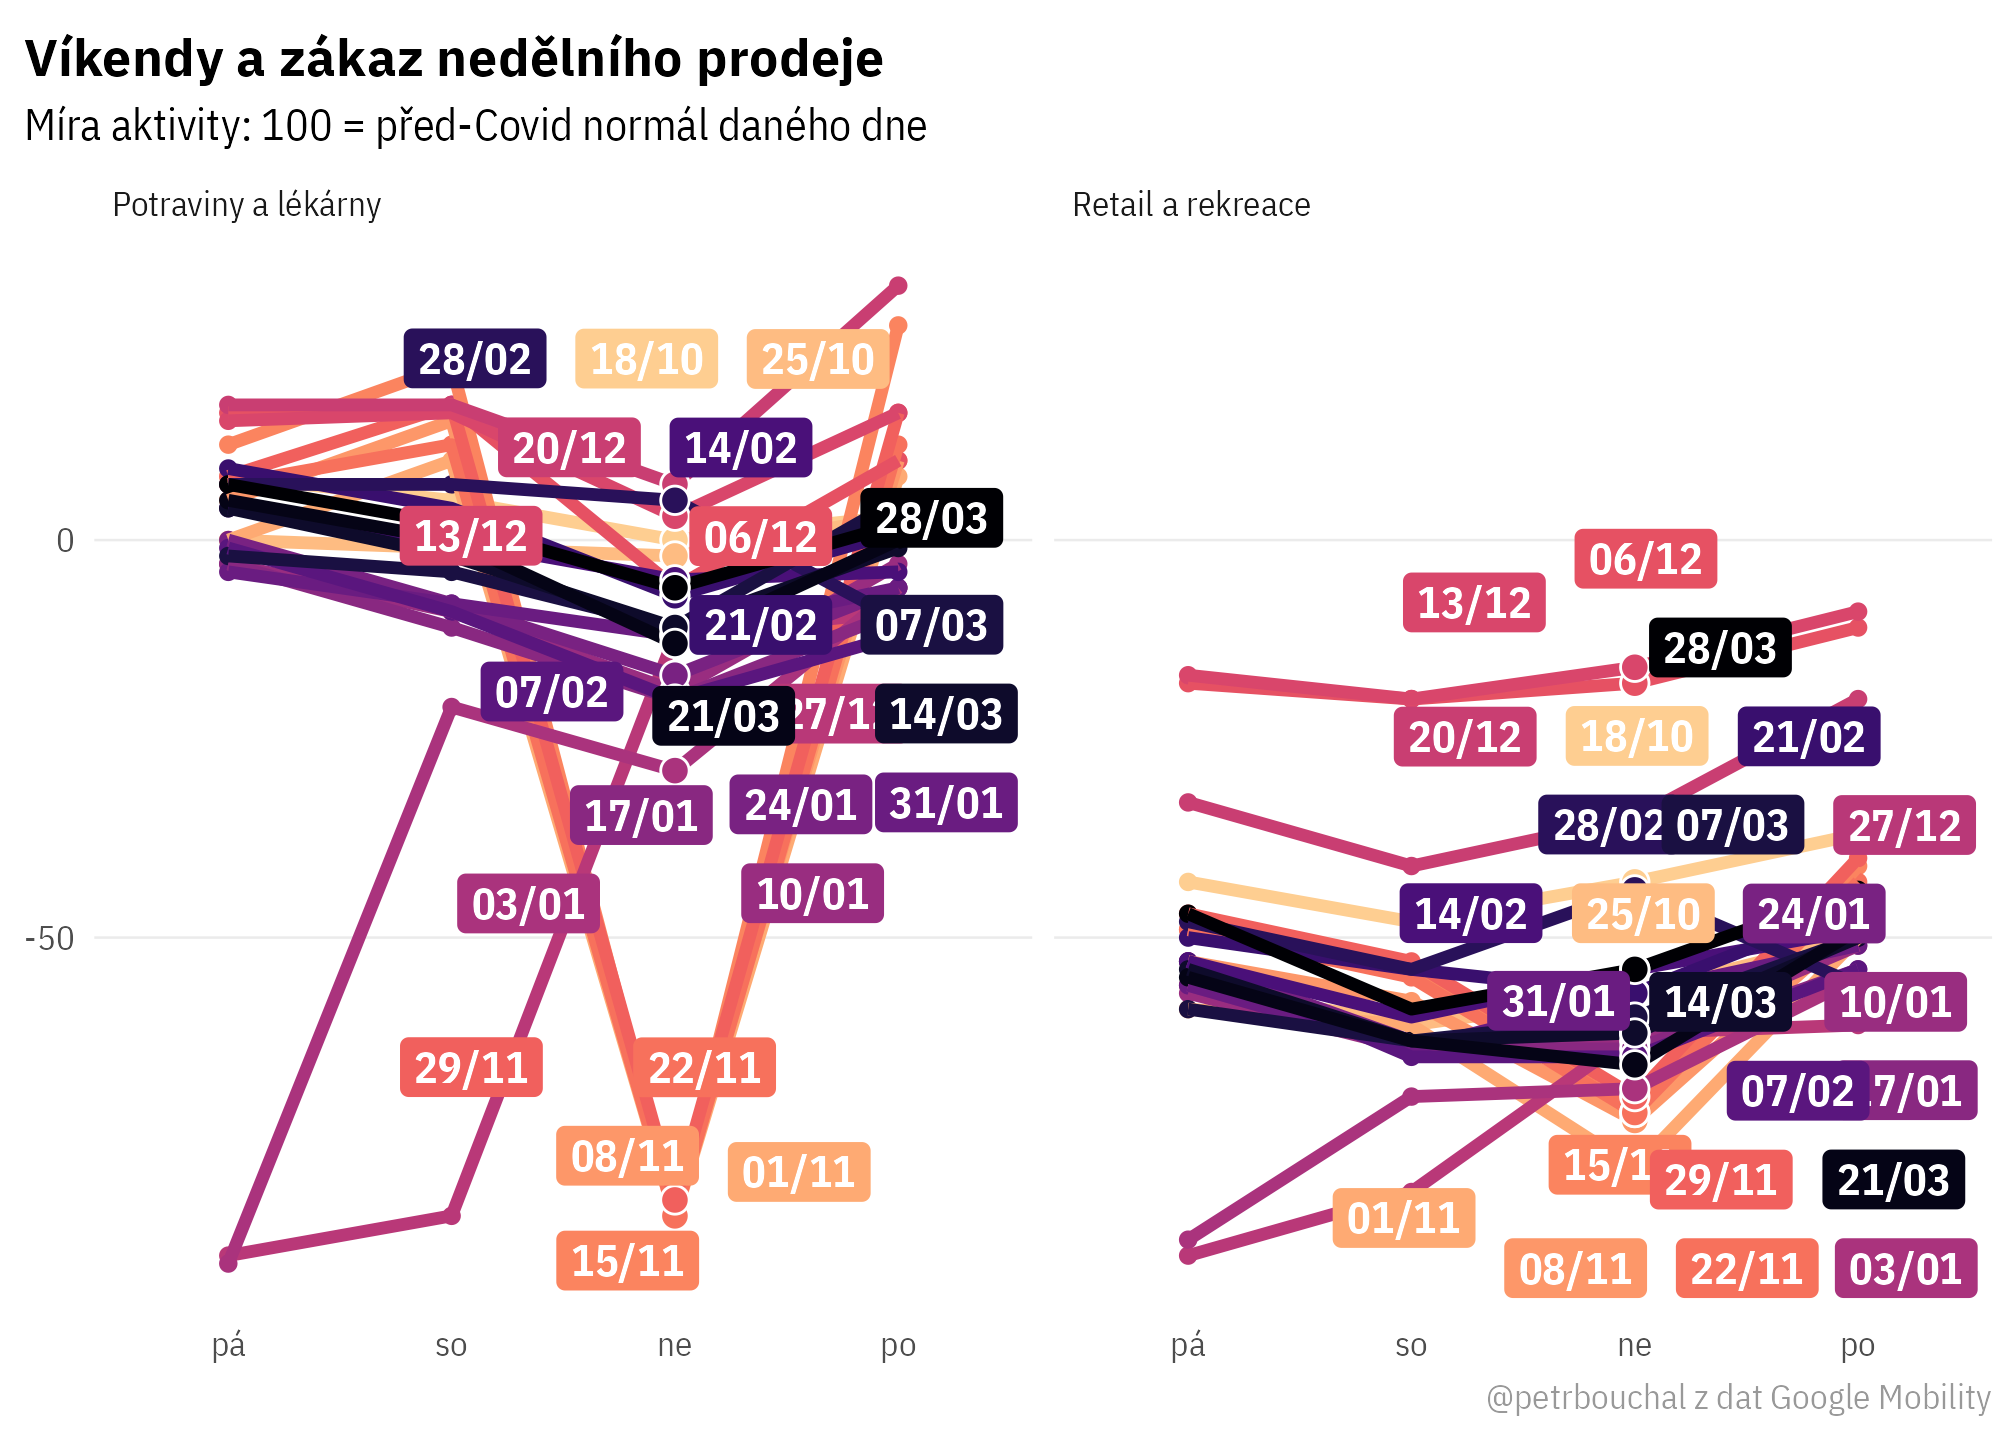 Víkendy a zákaz nedělního prodeje
Míra aktivity: 100 = před-Covid normál daného dne
Potraviny a lékárny
28/02 18/10 25/10
20/12 14/02
13/12 06/12 28/03
0
21/02 07/03
07/02
21/03 14/03
17/01 24/01 31/01
03/01 10/01
-50
29/11 22/11
08/11 01/11
15/11
pá so ne po
Retail a rekreace
06/12
13/12
28/03
20/12 18/10 21/02
28/02 07/03 27/12
14/02 25/10 24/01
31/01 14/03 10/01
07/02
29/11 21/03
01/11
08/11 22/11 03/01
pá so ne po
@petrbouchal z dat Google Mobility